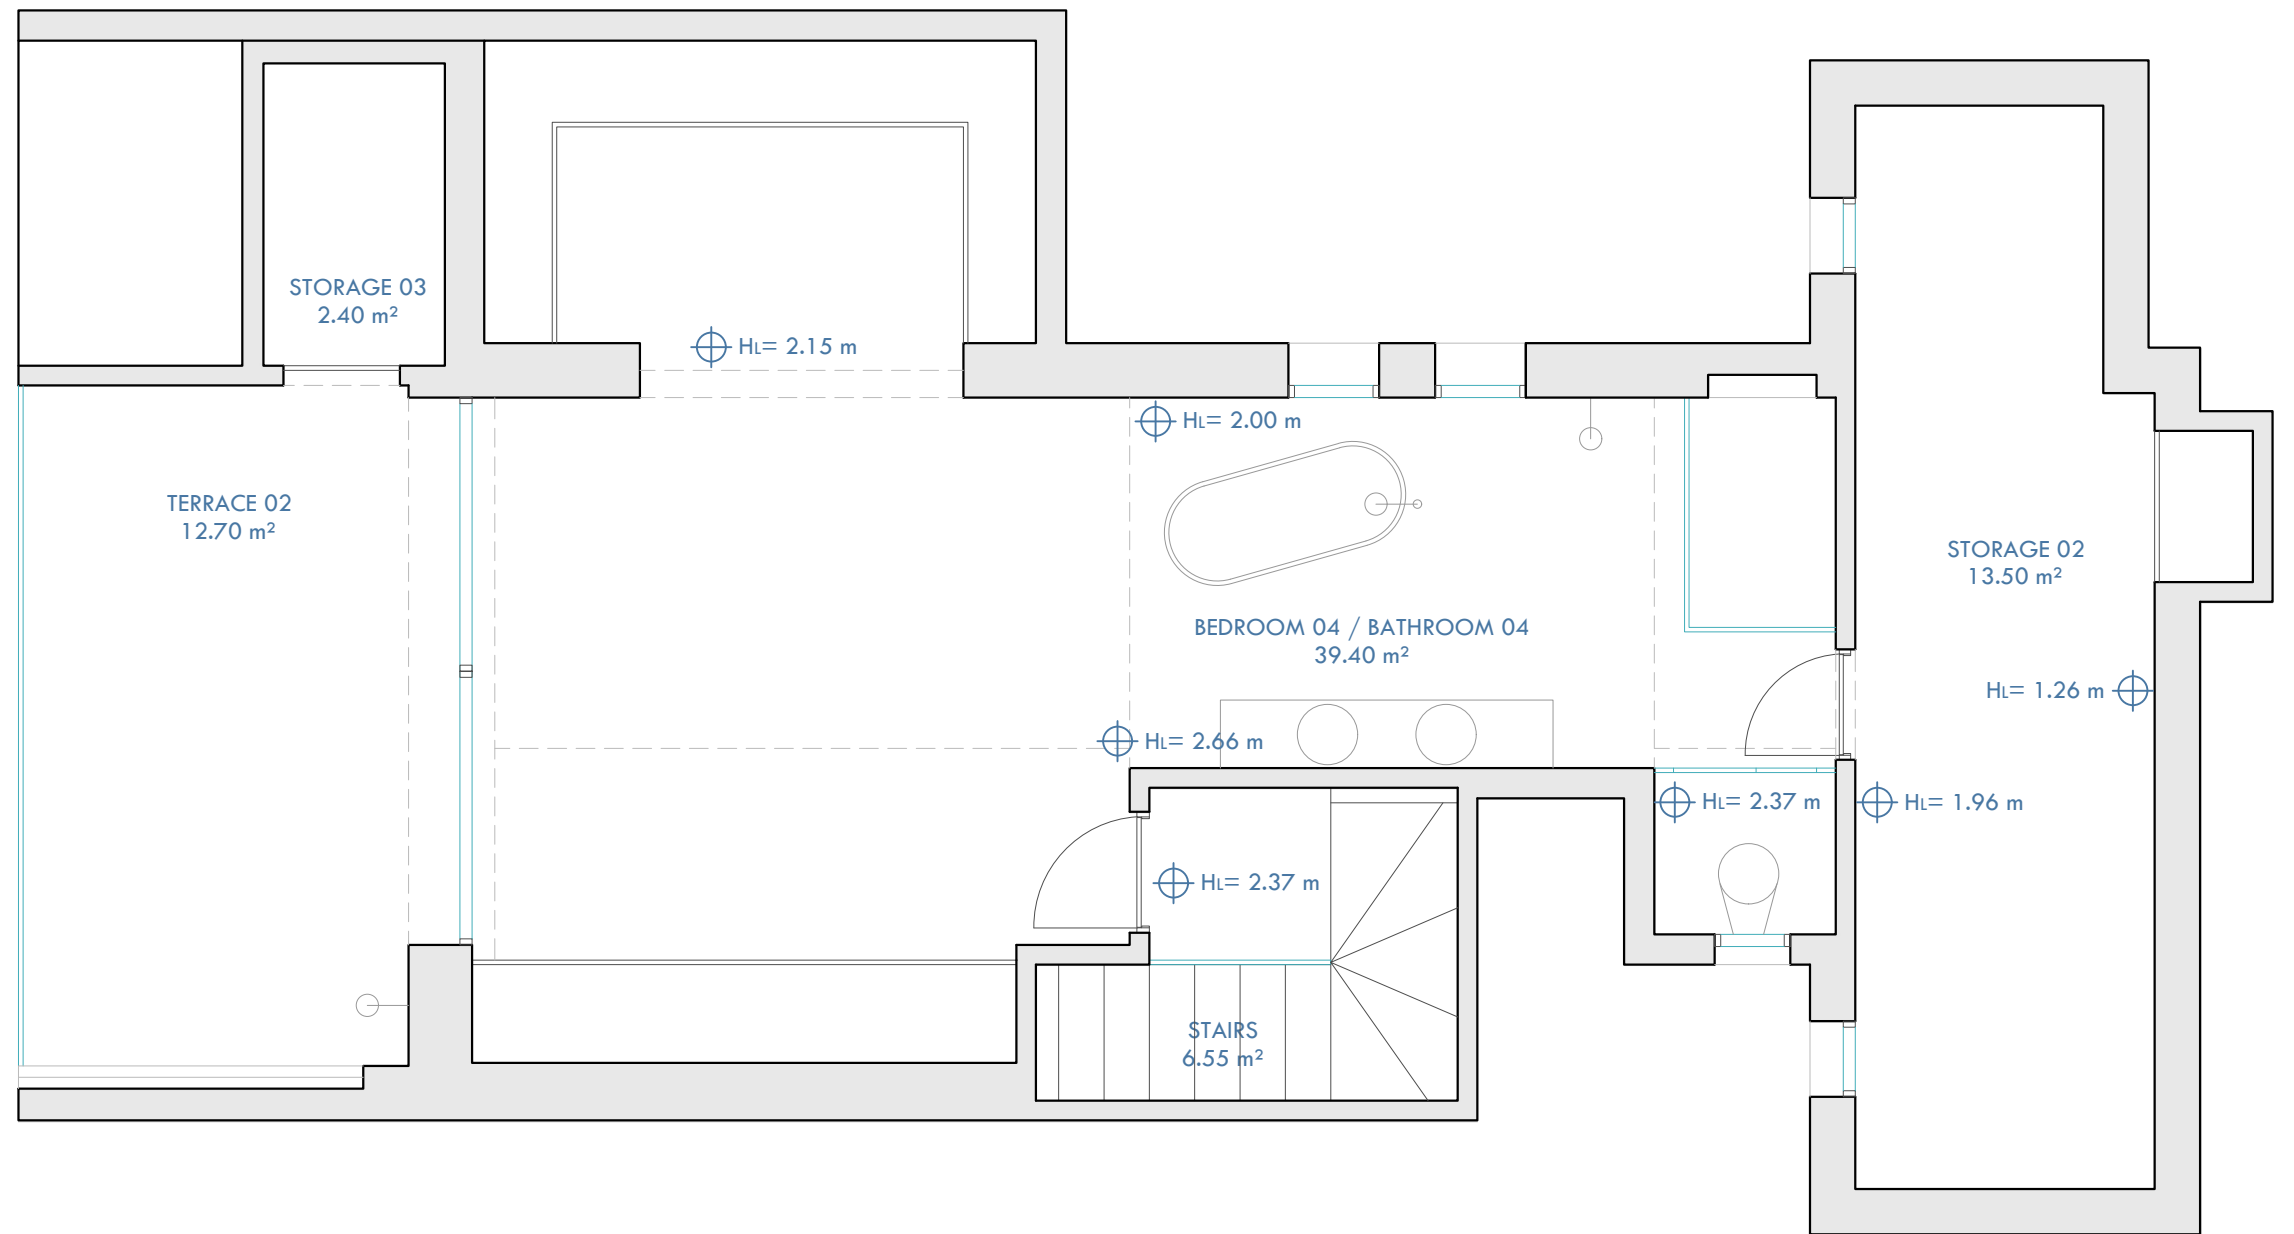 STORAGE 03
2.40 m²
HL= 2.15 m
HL= 2.00 m
TERRACE 02
12.70 m²
STORAGE 02
13.50 m²
BEDROOM 04 / BATHROOM 04
39.40 m²
HL= 1.26 m
HL= 2.66 m
HL= 2.37 m
HL= 1.96 m
HL= 2.37 m
STAIRS
6.55 m²